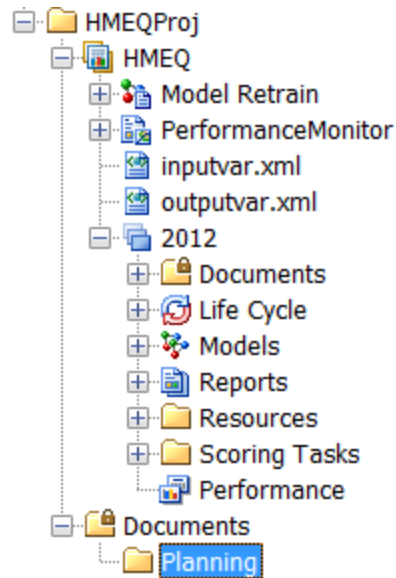 HMEQProj
HMEQ
Model Retrain
PerformanceMonitor
inputvar.xml
outputvar.xml
2012
Documents
Life Cycle
Models
Reports
Resources
Scoring Tasks
Performance
Documents
Planning